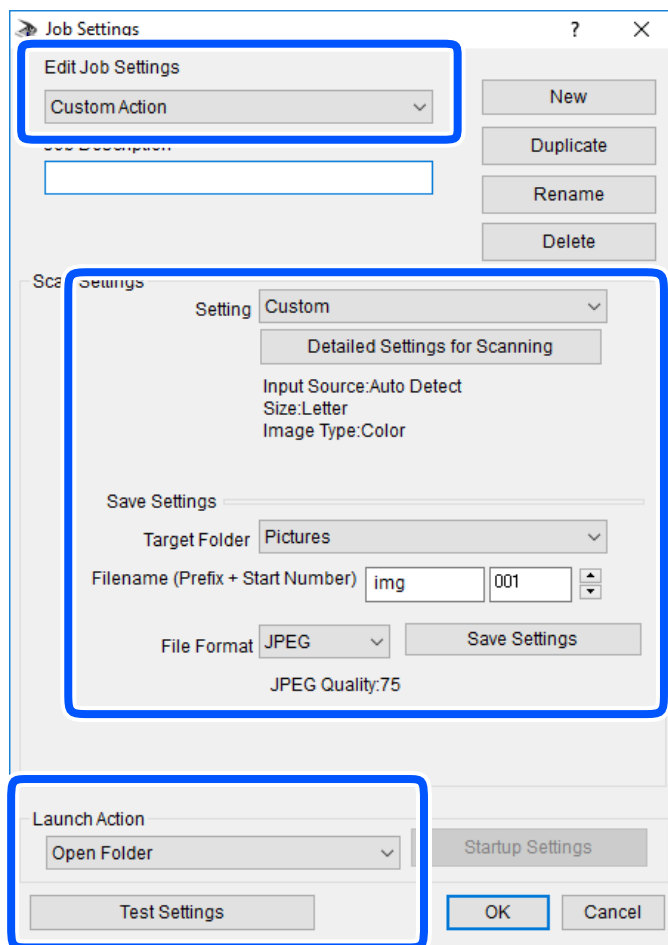 Job Settings ?
Edit Job Settings
Custom Action
New
Duplicate
Rename
Delete
Settings
Setting Custom
Detailed Settings for Scanning
Input Source:Auto Detect
Size:Letter
Image Type:Color
Save Settings
Target Folder Pictures
Filename (Prefix + Start Number) img 001
File Format JPEG Save Settings
JPEG Quality:75
Launch Action
Open Folder
Startup Settings
Test Settings
OK
Cancel